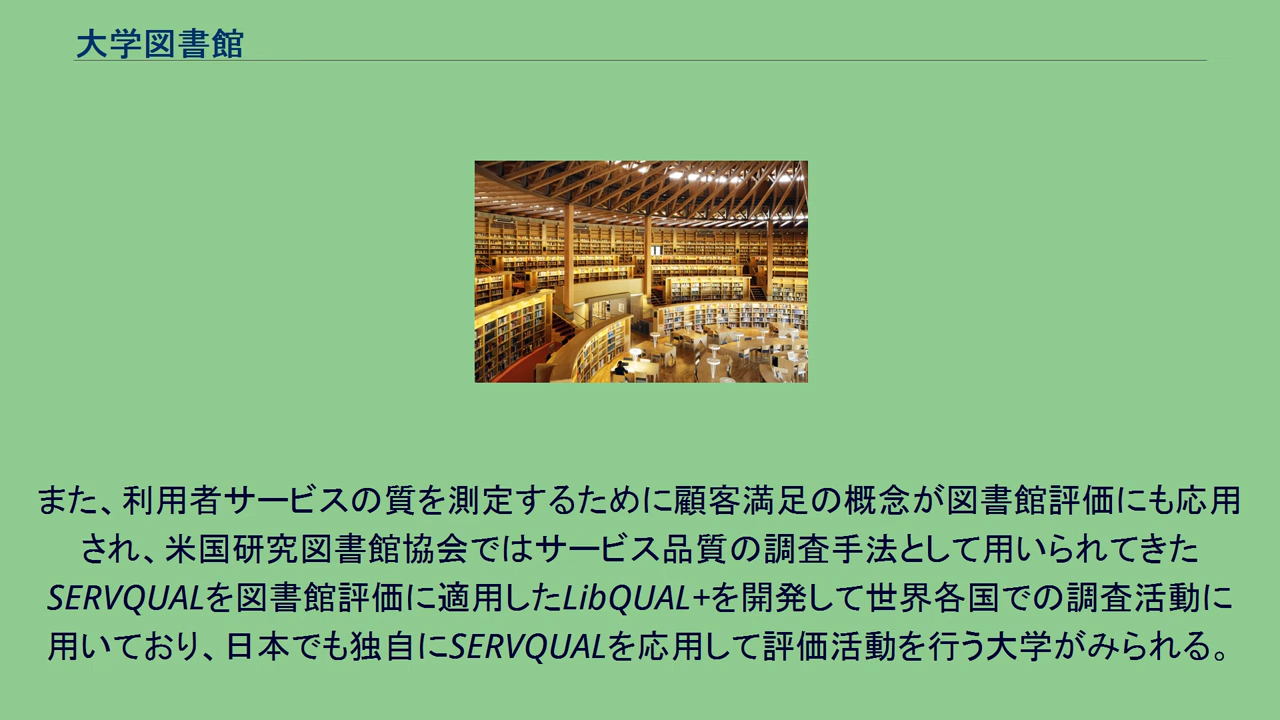 大学図書館
また、利用者サービスの質を測定するために顧客満足の概念が図書館評価にも応用
され、米国研究図書館協会ではサービス品質の調査手法として用いられてきた
SERVQUALを図書館評価に適用したLibQUAL+を開発して世界各国での調査活動に
用いており、日本でも独自にSERVQUALを応用して評価活動を行う大学がみられる。